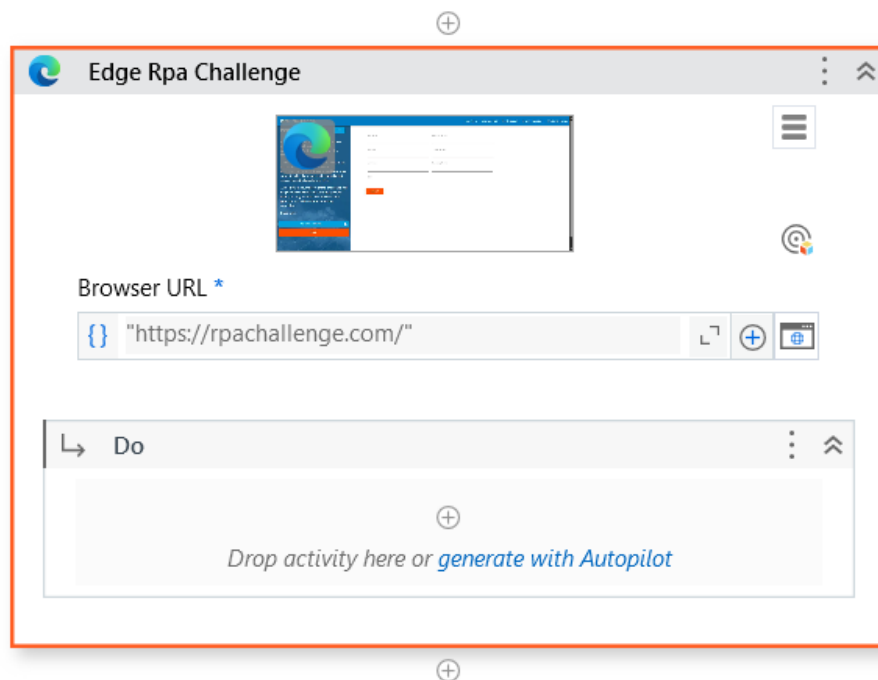 Edge Rpa Challenge
Browser URL *
{} "https://rpachallenge.com/"
Do
Drop activity here or generate with Autopilot